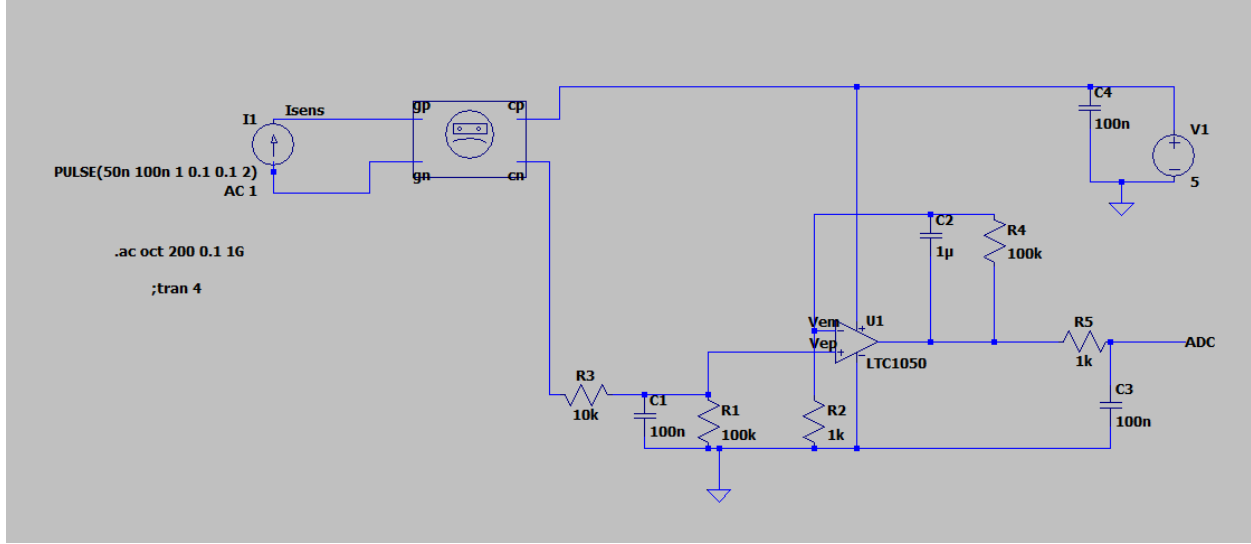 Isens
I1
PULSE(50n 100n 1 0.1 0.1 2)
AC 1
gp
cp
gn
cn
.ac oct 200 0.1 1G
;tran 4
C4
100n
V1
+
−
5
C2
1µ
R4
100k
Vem
U1
Vep
−
+
+
−
LTC1050
R5
1k
ADC
R3
10k
C1
100n
R1
100k
R2
1k
C3
100n